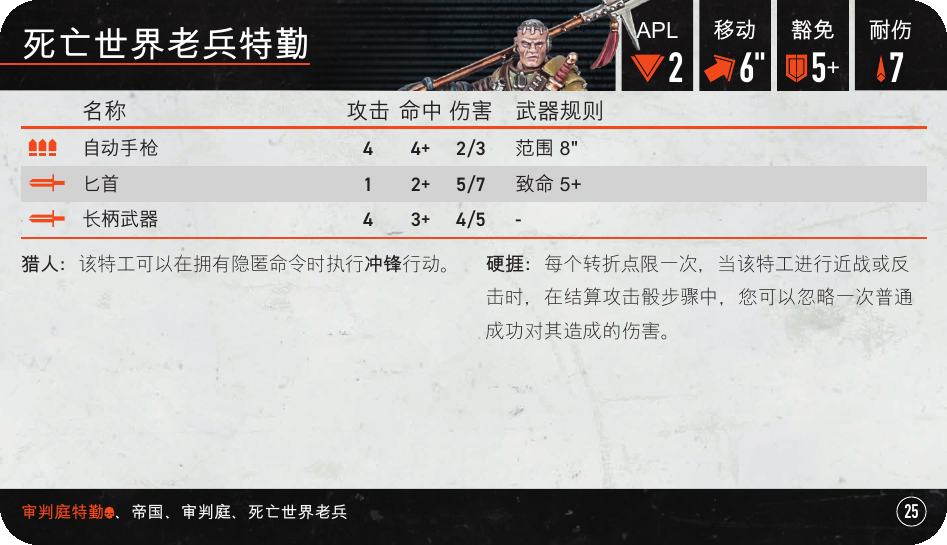 死亡世界老兵特勤
APL 移动 豁免 耐伤
2 6" 5+ 7
名称 攻击 命中 伤害 武器规则
自动手枪 4 4+ 2/3 范围 8"
匕首 1 2+ 5/7 致命 5+
长柄武器 4 3+ 4/5 -
猎人：该特工可以在拥有隐匿命令时执行冲锋行动。
硬捱：每个转折点限一次，当该特工进行近战或反
击时，在结算攻击骰步骤中，您可以忽略一次普通
成功对其造成的伤害。
审判庭特勤、帝国、审判庭、死亡世界老兵
25